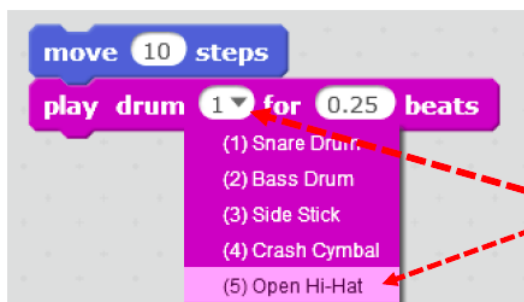 move 10 steps
play drum 1 for 0.25 beats
(1) Snare Drum
(2) Bass Drum
(3) Side Stick
(4) Crash Cymbal
(5) Open Hi-Hat